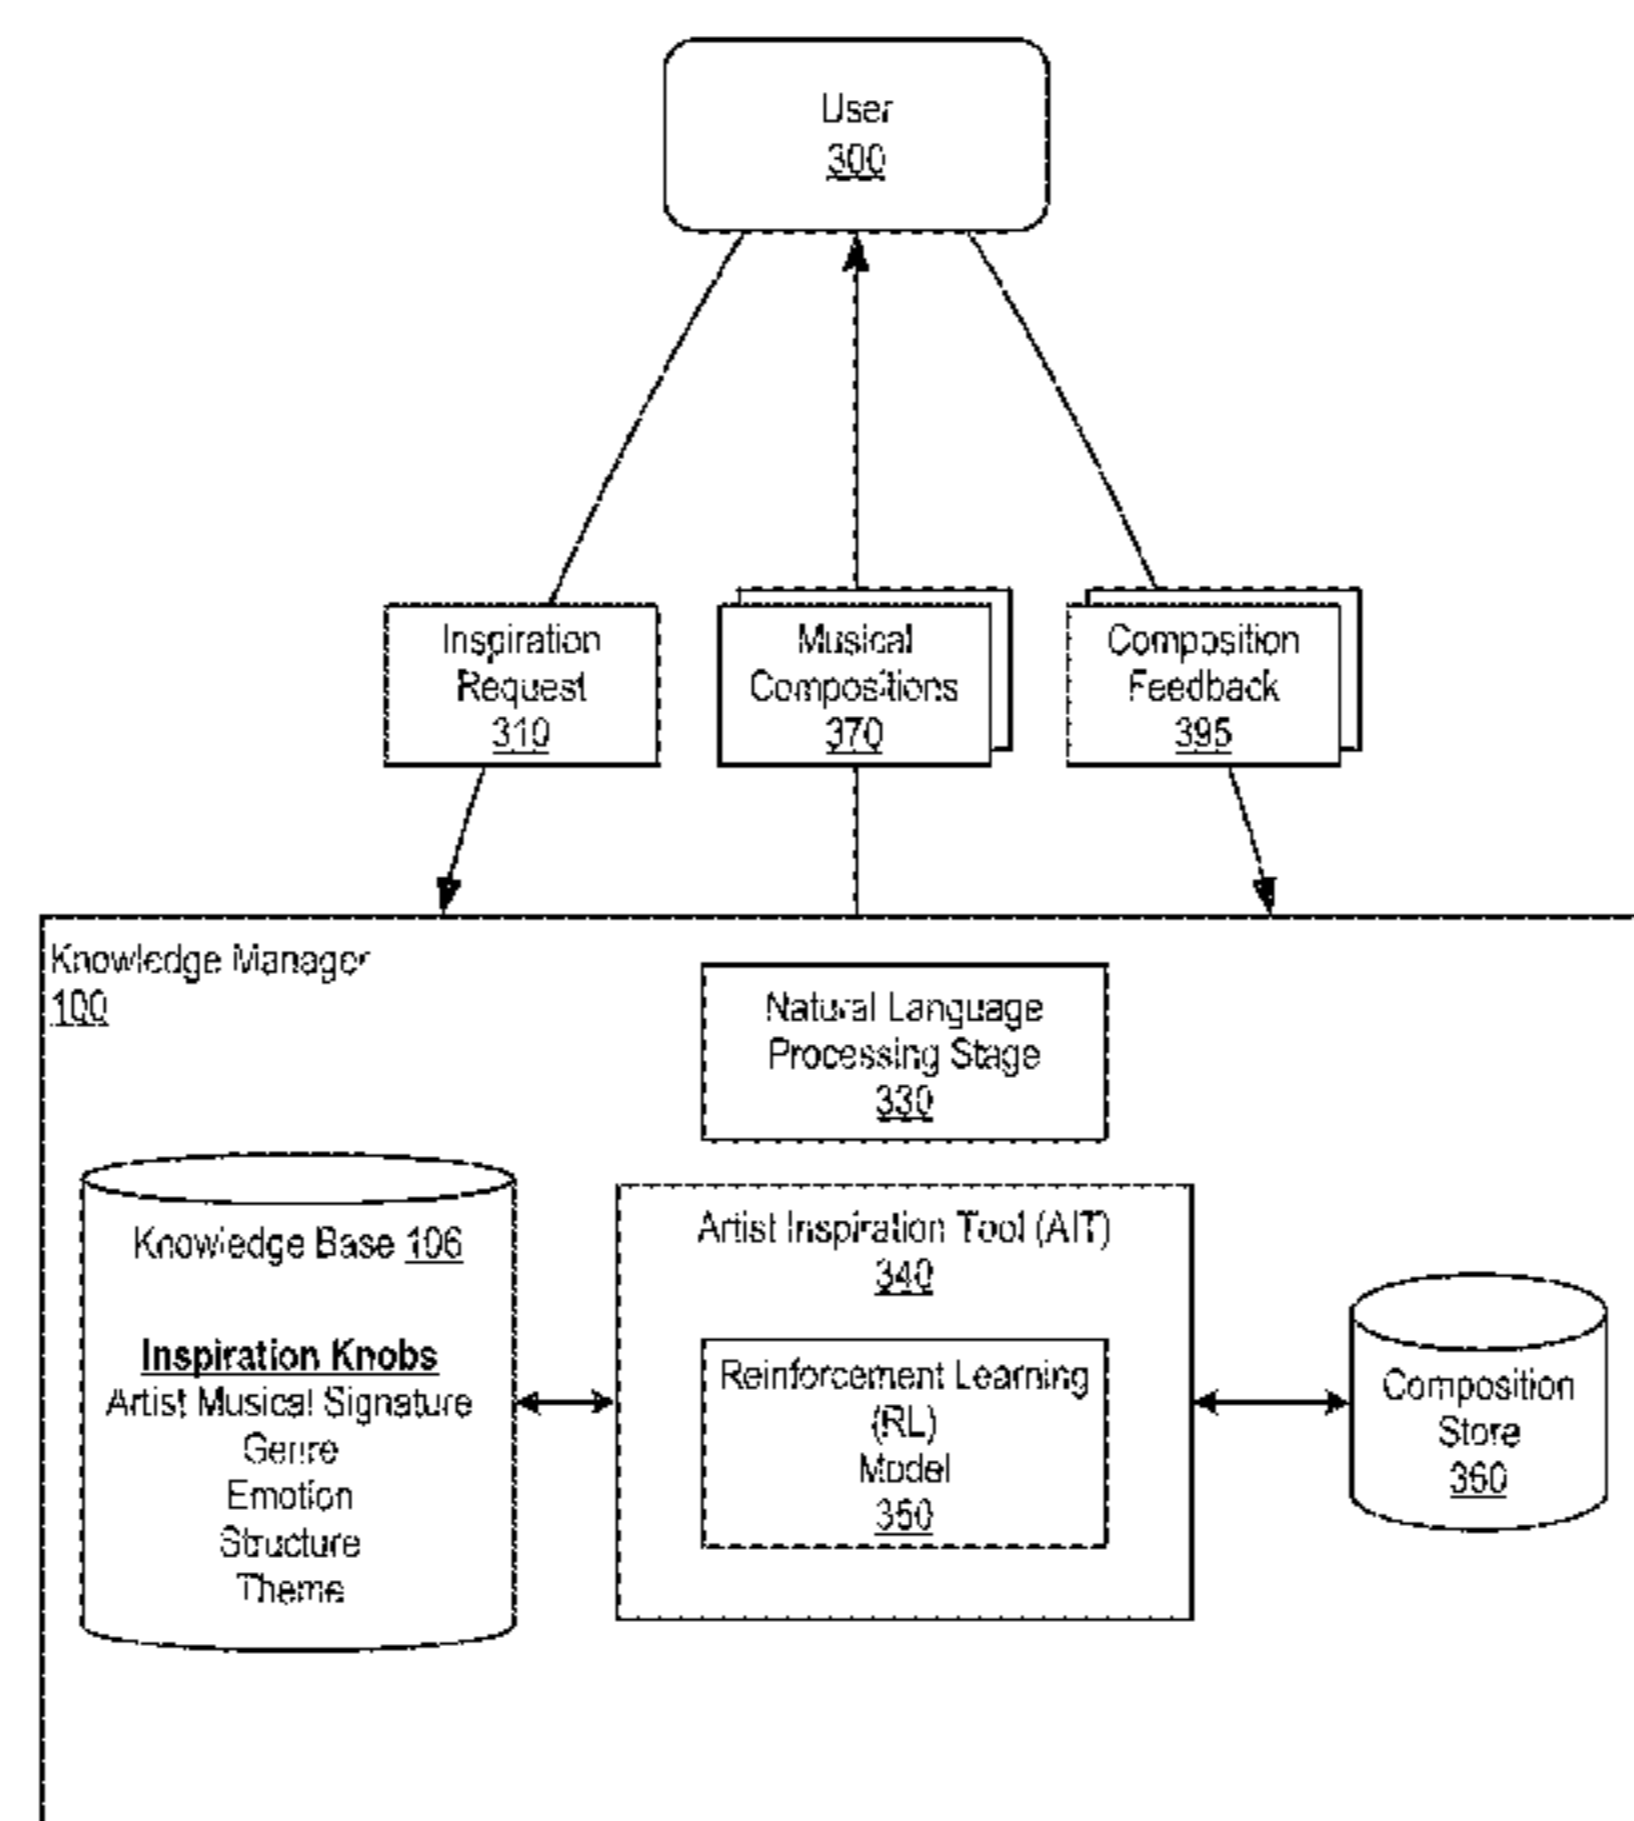 User
300
Inspiration
Request
310
Musical
Compositions
370
Composition
Feedback
395
Knowledge Manager
100
Natural Language
Processing Stage
330
Knowledge Base 106
Inspiration Knobs
Artist Musical Signature
Genre
Emotion
Structure
Theme
Artist Inspiration Tool (AIT)
340
Reinforcement Learning
(RL)
Model
350
Composition
Store
360